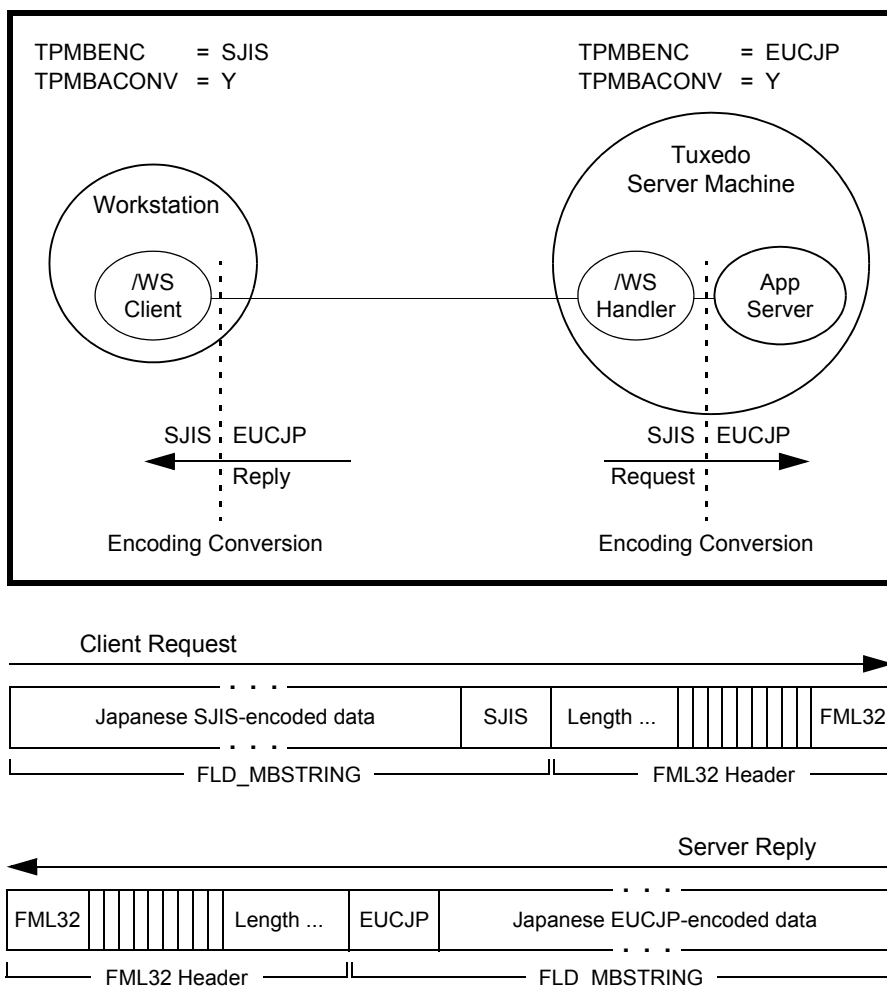 TPMBENC = SJIS
TPMBACONV = Y
TPMBENC = EUCJP
TPMBACONV = Y
Workstation
/WS
Client
Tuxedo
Server Machine
/WS
Handler
App
Server
SJIS EUCJP
Reply
Encoding Conversion
SJIS EUCJP
Request
Encoding Conversion
Client Request
. . .
Japanese SJIS-encoded data SJIS Length ... FML32
. . .
FLD_MBSTRING FML32 Header
Server Reply
. . .
FML32 Length ... EUCJP Japanese EUCJP-encoded data
. . .
FML32 Header FLD_MBSTRING